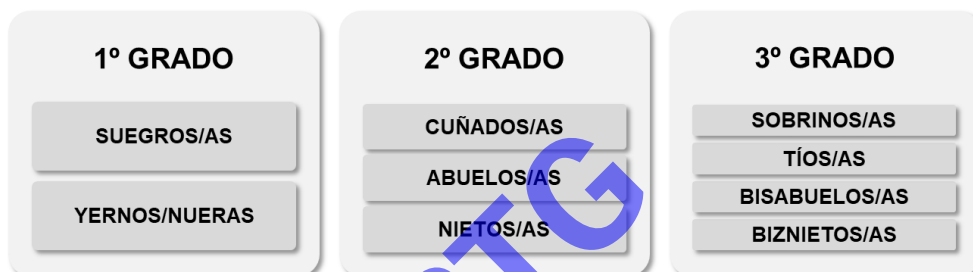 1º GRADO
SUEGROS/AS
YERNOS/NUERAS
2º GRADO
CUÑADOS/AS
ABUELOS/AS
NIETOS/AS
3º GRADO
SOBRINOS/AS
TÍOS/AS
BISABUELOS/AS
BIZNIETOS/AS